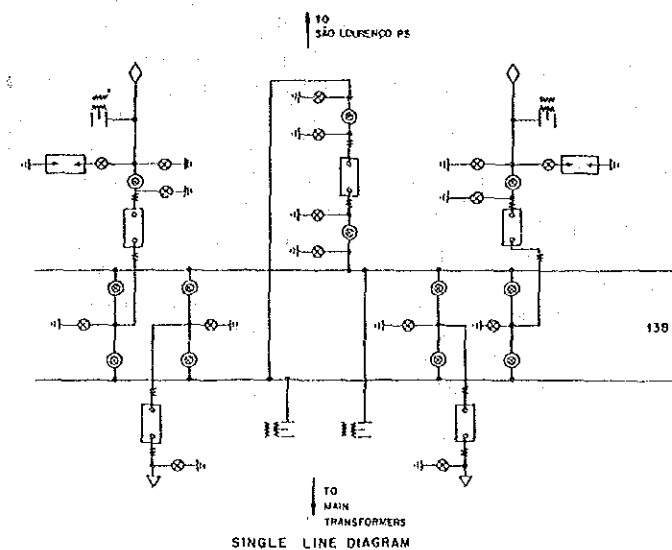 TO
SÃO LOURENÇO PS
138
TO
MAIN
TRANSFORMERS
SINGLE LINE DIAGRAM